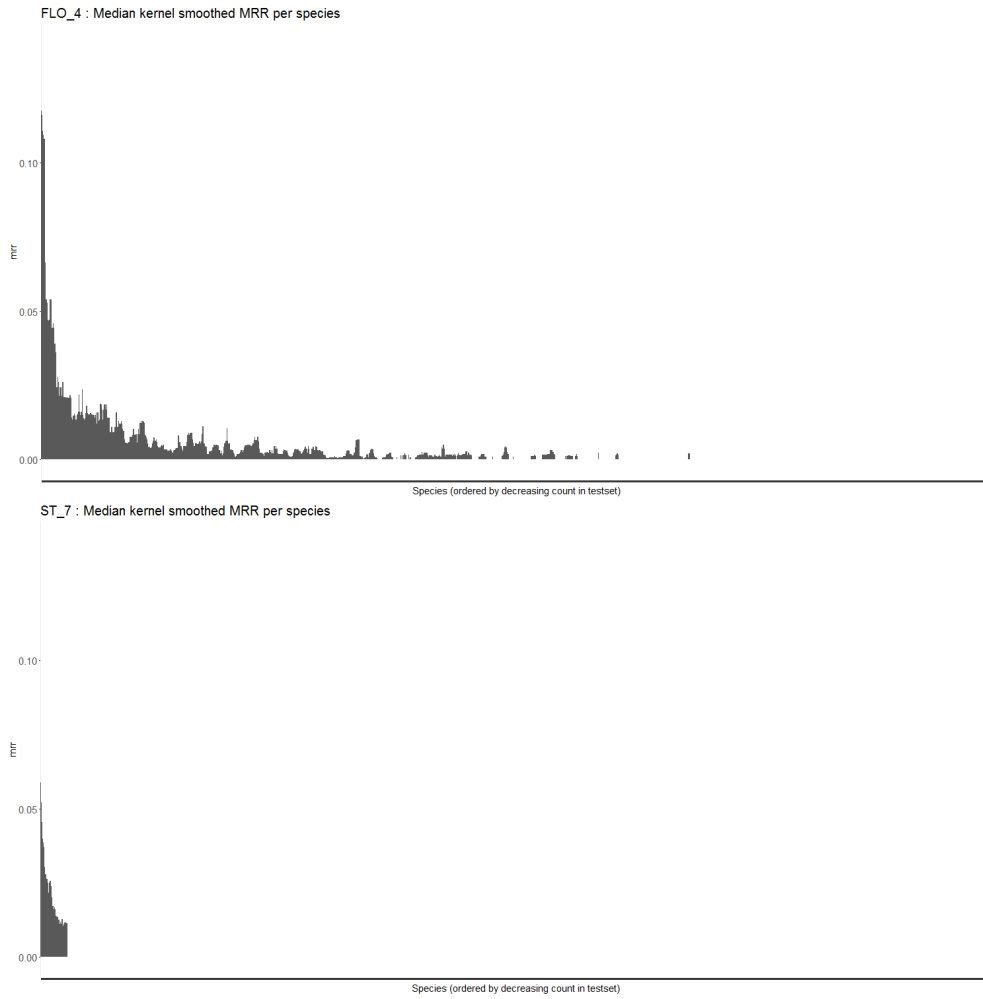 FLO_4 : Median kernel smoothed MRR per species
0.10
mrr
0.05
0.00
Species (ordered by decreasing count in testset)
ST_7 : Median kernel smoothed MRR per species
0.10
mrr
0.05
0.00
Species (ordered by decreasing count in testset)